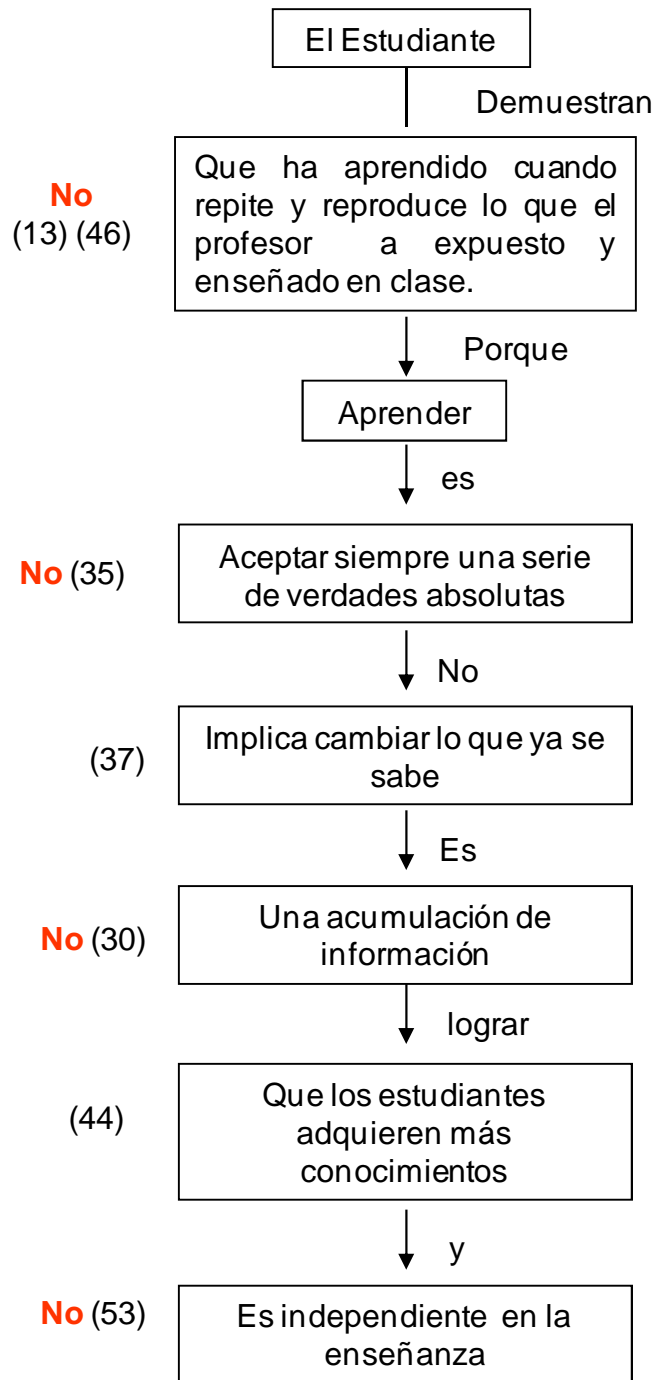 El Estudiante
Demuestran
No
(13) (46)
Que ha aprendido cuando
repite y reproduce lo que el
profesor a expuesto y
enseñado en clase.
Porque
Aprender
es
No (35)
Aceptar siempre una serie
de verdades absolutas
No
(37)
Implica cambiar lo que ya se
sabe
Es
No (30)
Una acumulación de
información
lograr
(44)
Que los estudiantes
adquieren más
conocimientos
y
No (53)
Es independiente en la
enseñanza